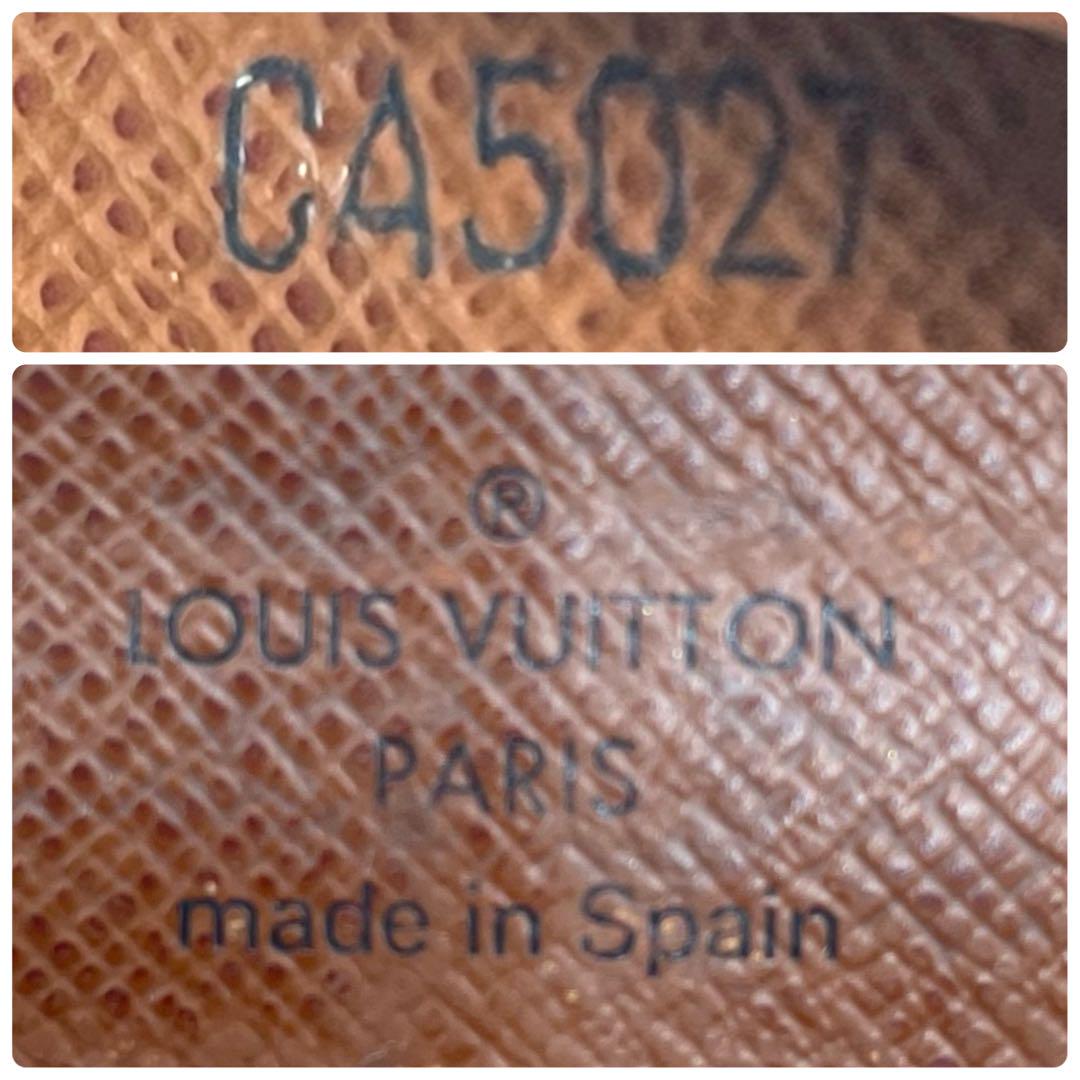 CA5027
®
LOUIS VUITTON
PARIS
made in Spain